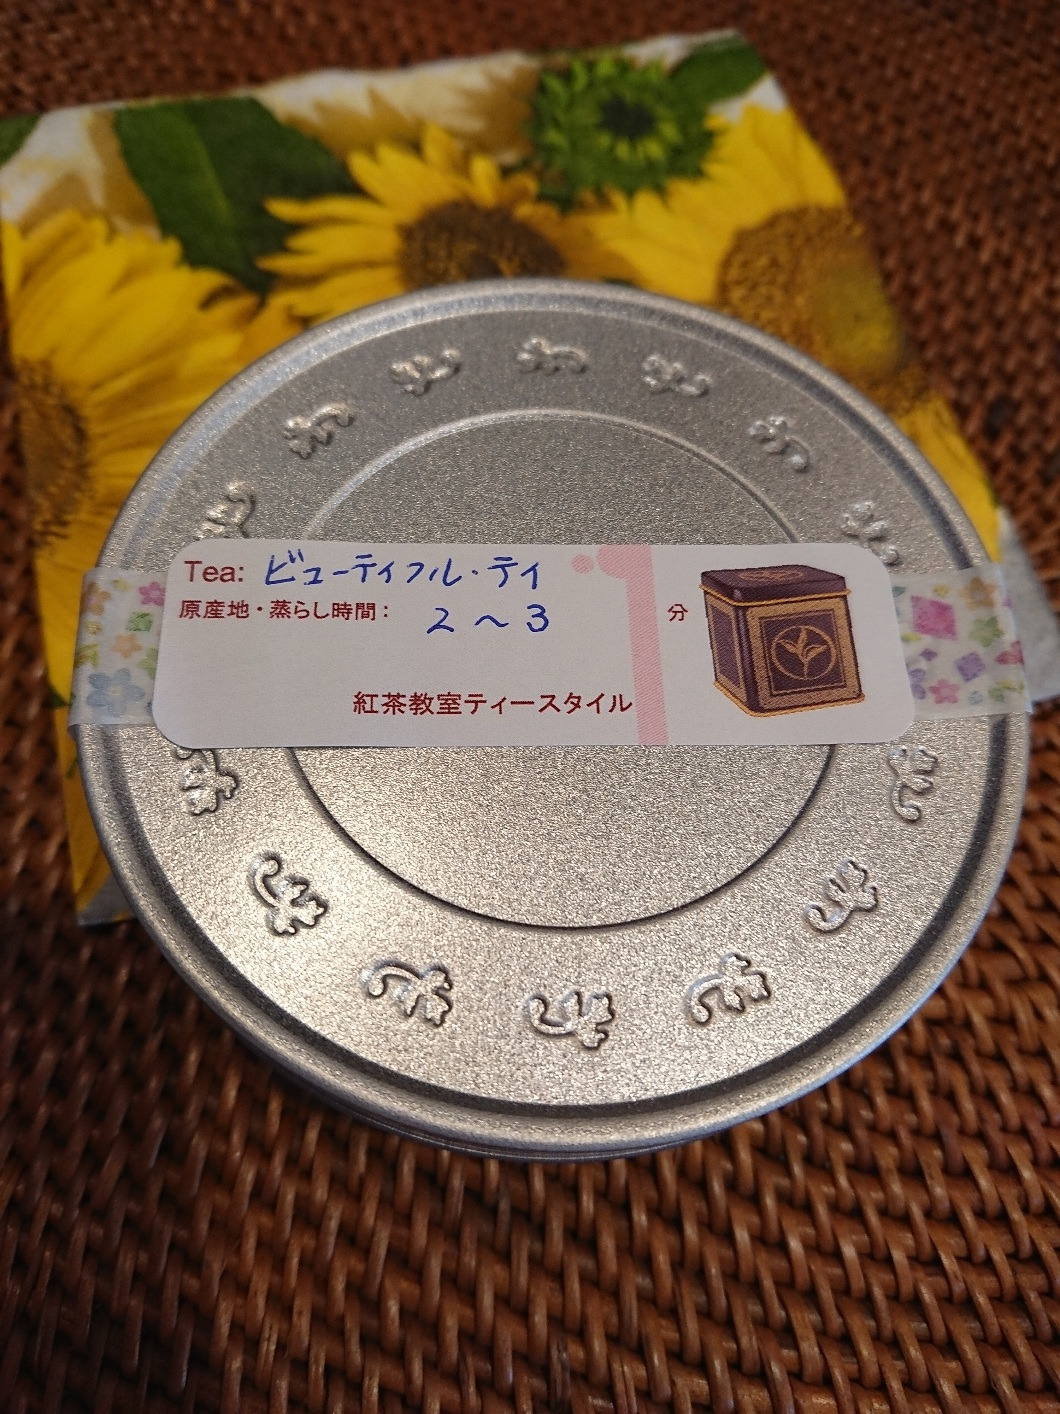 Tea: ビューティフル・ティ
原産地・蒸らし時間: 2～3 分
紅茶教室ティースタイル